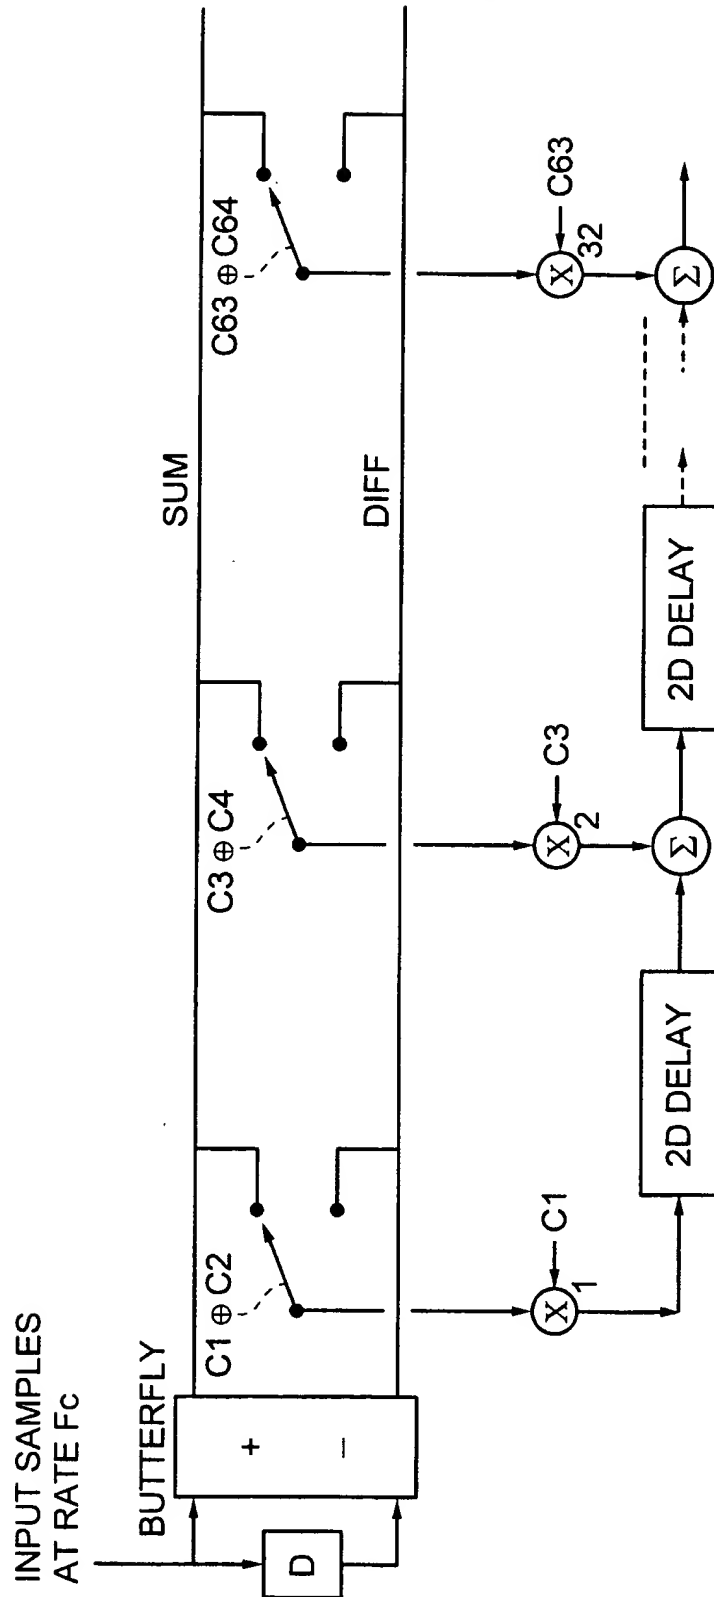 INPUT SAMPLES
AT RATE Fc
D
BUTTERFLY
+
−
SUM
DIFF
C1 ⊕ C2
C3 ⊕ C4
C63 ⊕ C64
X
1
C1
X
2
C3
X
32
C63
2D DELAY
Σ
2D DELAY
Σ